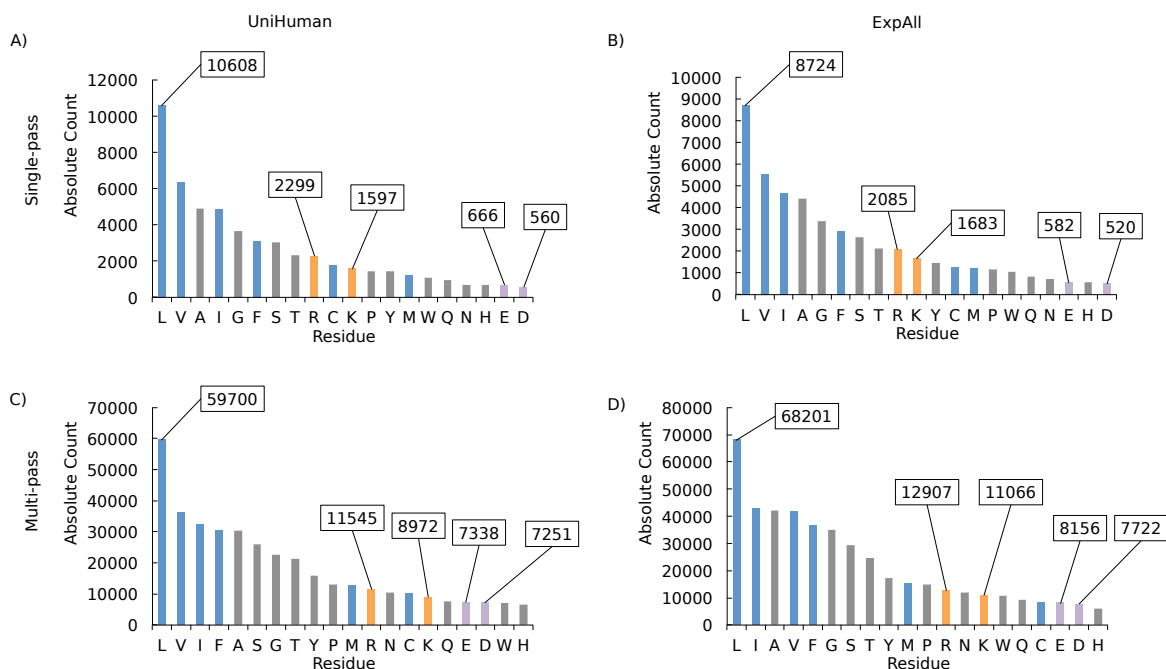 UniHuman
ExpAll
A)
Single-pass
Absolute Count
12000
10000
8000
6000
4000
2000
0
10608
2299
1597
666
560
L V A I G F S T R C K P Y M W Q N H E D
Residue
B)
Absolute Count
10000
9000
8000
7000
6000
5000
4000
3000
2000
1000
0
8724
2085
1683
582
520
L V I A G F S T R K Y C M P W Q N E H D
Residue
C)
Multi-pass
Absolute Count
70000
60000
50000
40000
30000
20000
10000
0
59700
11545
8972
7338
7251
L V I F A S G T Y P M R N C K Q E D W H
Residue
D)
Absolute Count
80000
70000
60000
50000
40000
30000
20000
10000
0
68201
12907
11066
8156
7722
L I A V F G S T Y M P R N K W Q C E D H
Residue